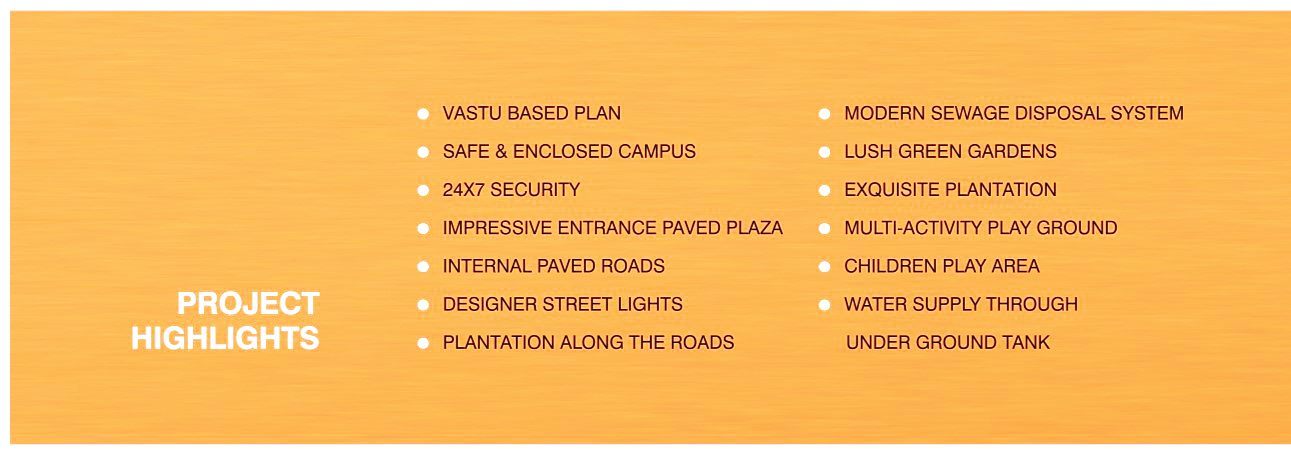 PROJECT
HIGHLIGHTS
VASTU BASED PLAN
SAFE & ENCLOSED CAMPUS
24X7 SECURITY
IMPRESSIVE ENTRANCE PAVED PLAZA
INTERNAL PAVED ROADS
DESIGNER STREET LIGHTS
PLANTATION ALONG THE ROADS
MODERN SEWAGE DISPOSAL SYSTEM
LUSH GREEN GARDENS
EXQUISITE PLANTATION
MULTI-ACTIVITY PLAY GROUND
CHILDREN PLAY AREA
WATER SUPPLY THROUGH
UNDER GROUND TANK